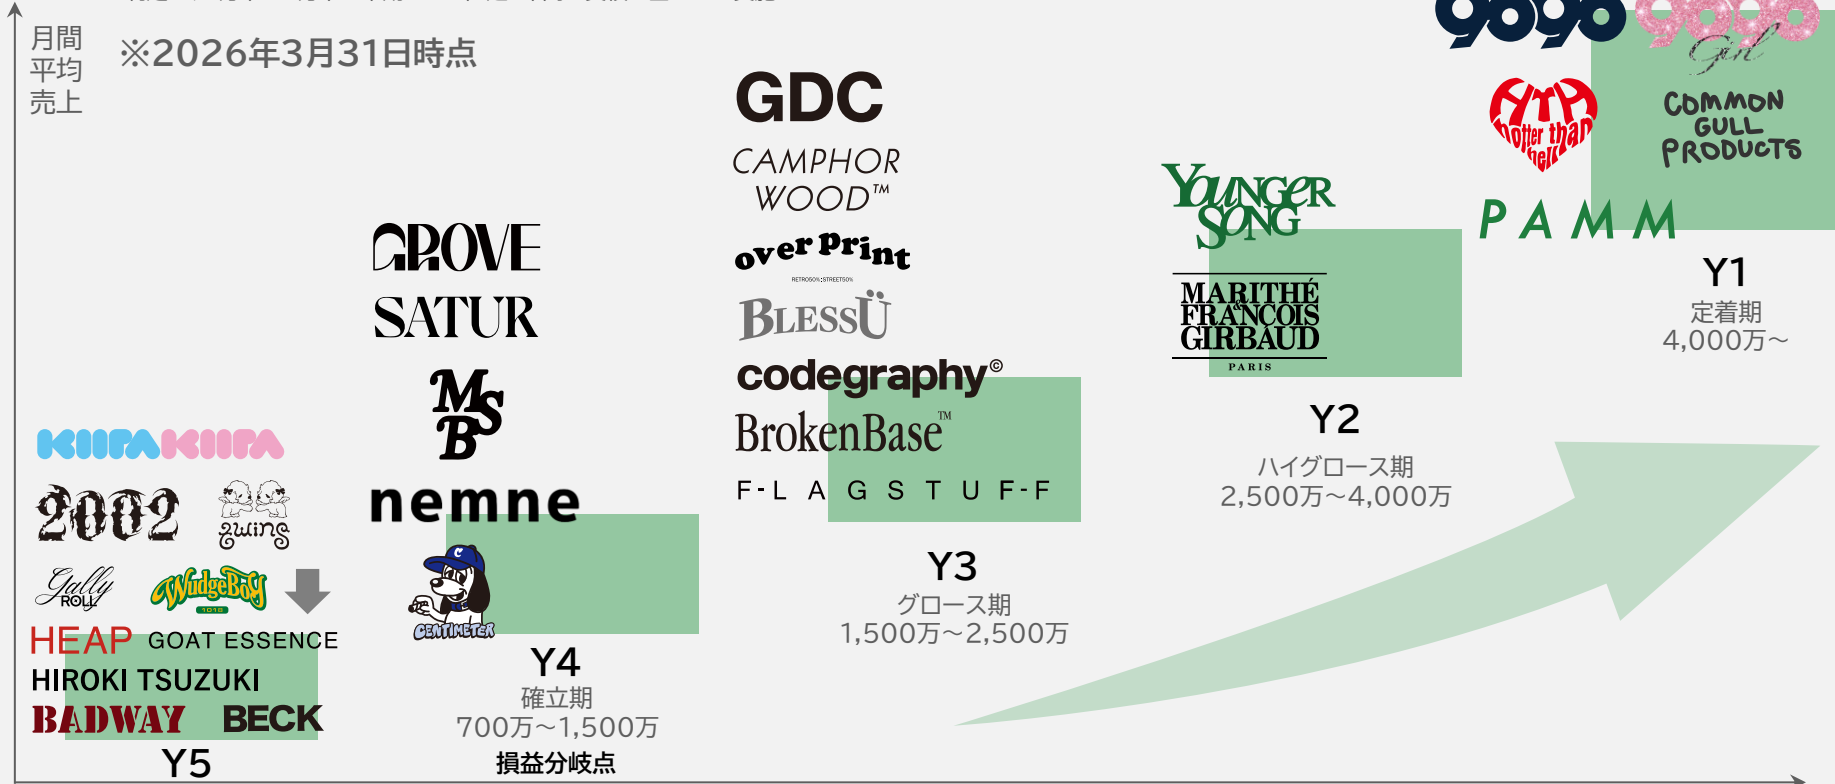 月間
平均
売上
※2026年3月31日時点
9090
9090
Girl
HTH
hotter than
hell
COMMON
GULL
PRODUCTS
PAMM
Y1
定着期
4,000万～
YOUNGER
SONG
MARITHÉ
&
FRANÇOIS
GIRBAUD
PARIS
Y2
ハイグロース期
2,500万～4,000万
GDC
CAMPHOR
WOOD™
over print
RETRO50%:STREET50%
BLESSÜ
codegraphy©
BrokenBase™
F-LAGSTUF-F
Y3
グロース期
1,500万～2,500万
GROVE
SATUR
MSB
nemne
C
CENTIMETER
Y4
確立期
700万～1,500万
損益分岐点
KIIRA KIIRA
2002
2wins
Gally
ROLL
WudgeBoy
1015
HEAP
GOAT ESSENCE
HIROKI TSUZUKI
BADWAY
BECK
Y5